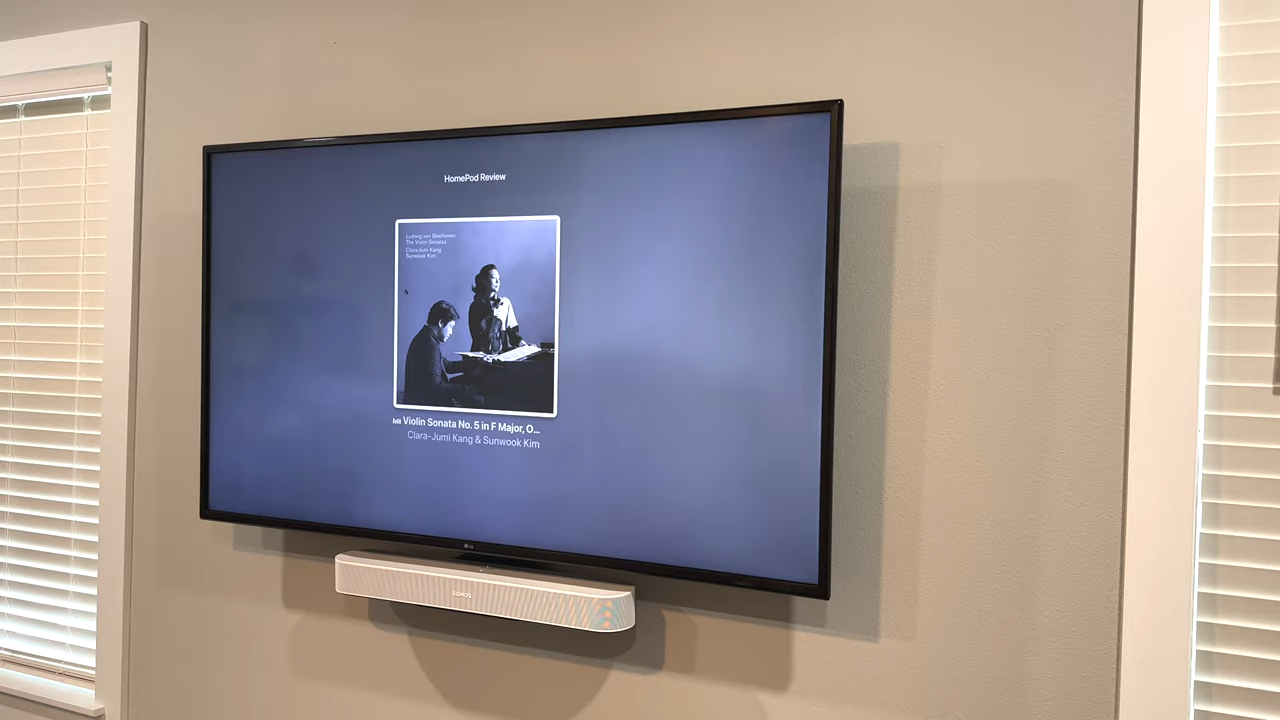 HomePod Review
Ludwig van Beethoven
The Violin Sonatas
Clara-Jumi Kang
Sunwook Kim
Violin Sonata No. 5 in F Major, O...
Clara-Jumi Kang & Sunwook Kim
LG
SONOS